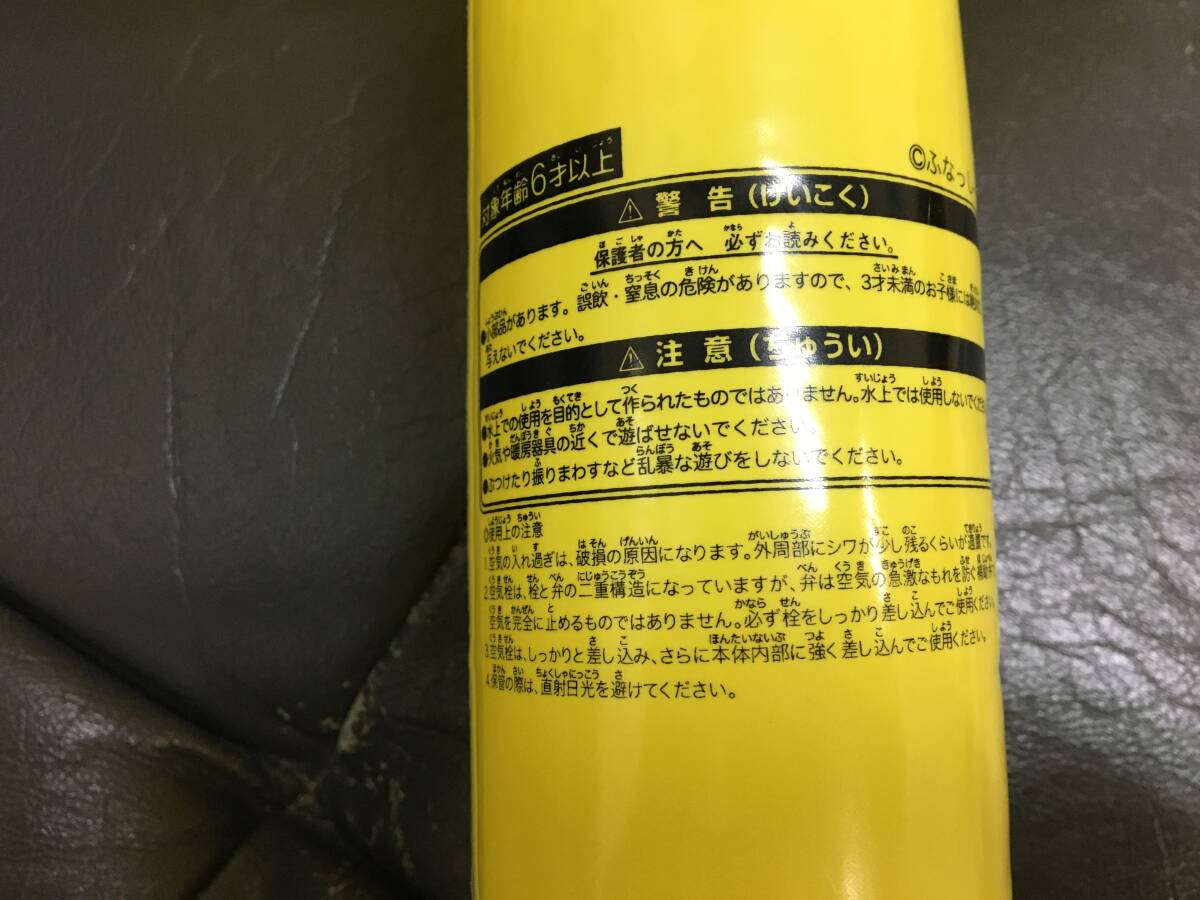 ©ふなっし
対象年齢6才以上
⚠ 警告(けいこく)
保護者の方へ 必ずお読みください。
●小部品があります。誤飲・窒息の危険がありますので、3才未満のお子様には
与えないでください。
⚠ 注意(ちゅうい)
●水上での使用を目的として作られたものではありません。水上では使用しないでくだ
●火気や暖房器具の近くで遊ばせないでください。
●ぶつけたり振りまわすなど乱暴な遊びをしないでください。
◎使用上の注意
1.空気の入れ過ぎは、破損の原因になります。外周部にシワが少し残るくらいが適量です。
2.空気栓は、栓と弁の二重構造になっていますが、弁は空気の急激なもれを防ぐ補助
空気を完全に止めるものではありません。必ず栓をしっかり差し込んでご使用ください
3.空気栓は、しっかりと差し込み、さらに本体内部に強く差し込んでご使用ください。
4.保管の際は、直射日光を避けてください。